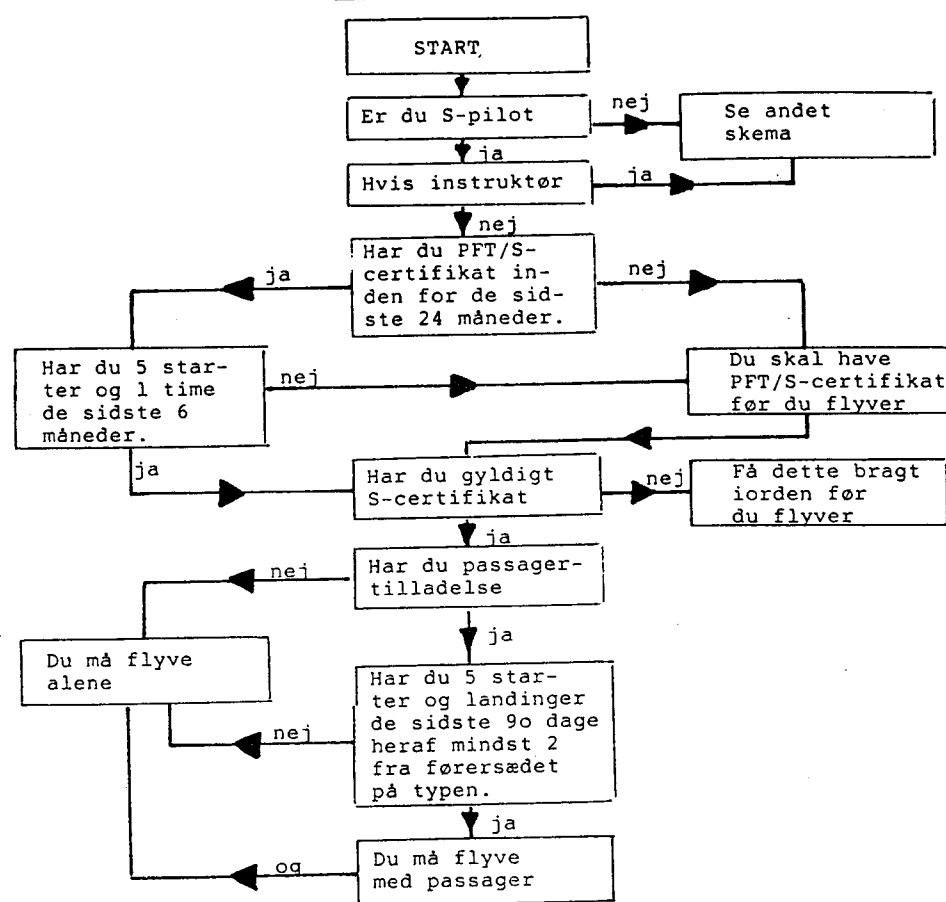 START
Er du S-pilot
nej
Se andet
skema
ja
Hvis instruktør
ja
nej
Har du PFT/S-
certifikat in-
den for de sid-
ste 24 måneder.
ja
nej
Har du 5 star-
ter og 1 time
de sidste 6
måneder.
nej
Du skal have
PFT/S-certifikat
før du flyver
ja
Har du gyldigt
S-certifikat
nej
Få dette bragt
iorden før
du flyver
ja
Har du passager-
tilladelse
nej
ja
Du må flyve
alene
Har du 5 star-
ter og landinger
de sidste 9o dage
heraf mindst 2
fra førersædet
på typen.
nej
ja
Du må flyve
med passager
og